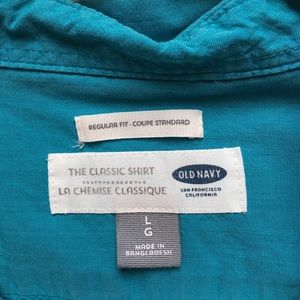 REGULAR FIT - COUPE STANDARD
THE CLASSIC SHIRT
LA CHEMISE CLASSIQUE
OLD NAVY
SAN FRANCISCO
CALIFORNIA
L
G
MADE IN
BANGLADESH